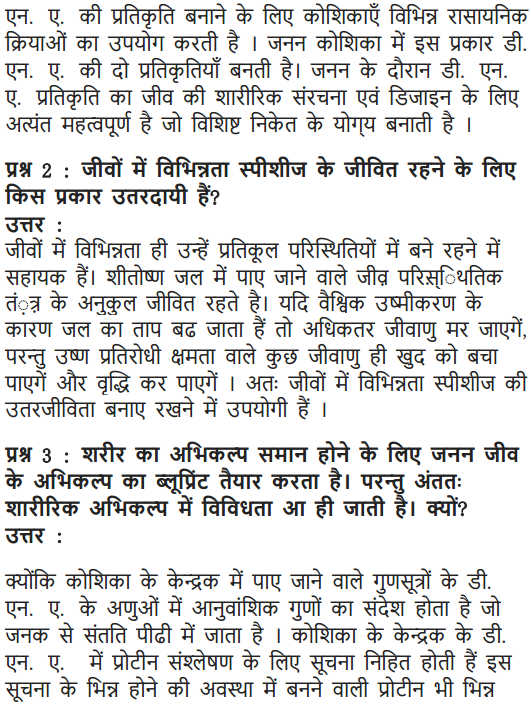 एन. ए. की प्रतिकृति बनाने के लिए कोशिकाएँ विभिन्न रासायनिक
क्रियाओं का उपयोग करती है । जनन कोशिका में इस प्रकार डी.
एन. ए. की दो प्रतिकृतियाँ बनती है। जनन के दौरान डी. एन.
ए. प्रतिकृति का जीव की शारीरिक संरचना एवं डिजाइन के लिए
अत्यंत महत्वपूर्ण है जो विशिष्ट निकेत के योग्य बनाती है ।
प्रश्न 2 : जीवों में विभिन्नता स्पीशीज के जीवित रहने के लिए
किस प्रकार उतरदायी हैं?
उत्तर :
जीवों में विभिन्नता ही उन्हें प्रतिकूल परिस्थितियों में बने रहने में
सहायक हैं। शीतोष्ण जल में पाए जाने वाले जीव़ परिस़्िथतिक
तं़त्र के अनुकुल जीवित रहते है। यदि वैश्विक उष्मीकरण के
कारण जल का ताप बढ जाता हैं तो अधिकतर जीवाणु मर जाएगें,
परन्तु उष्ण प्रतिरोधी क्षमता वाले कुछ जीवाणु ही खुद को बचा
पाएगें और वृद्धि कर पाएगें । अतः जीवों में विभिन्नता स्पीशीज की
उतरजीविता बनाए रखने में उपयोगी हैं ।
प्रश्न 3 : शरीर का अभिकल्प समान होने के लिए जनन जीव
के अभिकल्प का ब्लूप्रिंट तैयार करता है। परन्तु अंततः
शारीरिक अभिकल्प में विविधता आ ही जाती है। क्यों?
उत्तर :
क्योंकि कोशिका के केन्द्रक में पाए जाने वाले गुणसूत्रों के डी.
एन. ए. के अणुओं में आनुवांशिक गुणों का संदेश होता है जो
जनक से संतति पीढी में जाता है । कोशिका के केन्द्रक के डी.
एन. ए. में प्रोटीन संश्लेषण के लिए सूचना निहित होती हैं इस
सूचना के भिन्न होने की अवस्था में बनने वाली प्रोटीन भी भिन्न